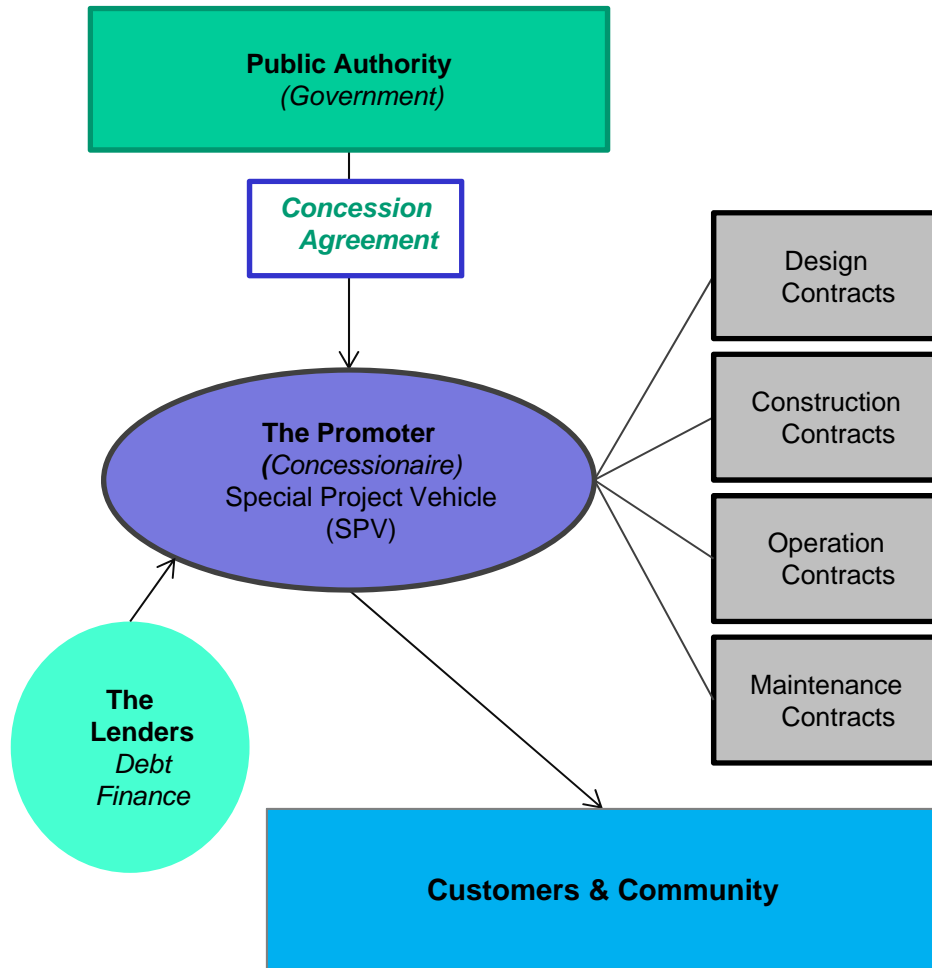 Public Authority
(Government)
Concession
Agreement
Design
Contracts
Construction
Contracts
The Promoter
(Concessionaire)
Special Project Vehicle
(SPV)
Operation
Contracts
Maintenance
Contracts
The
Lenders
Debt
Finance
Customers & Community